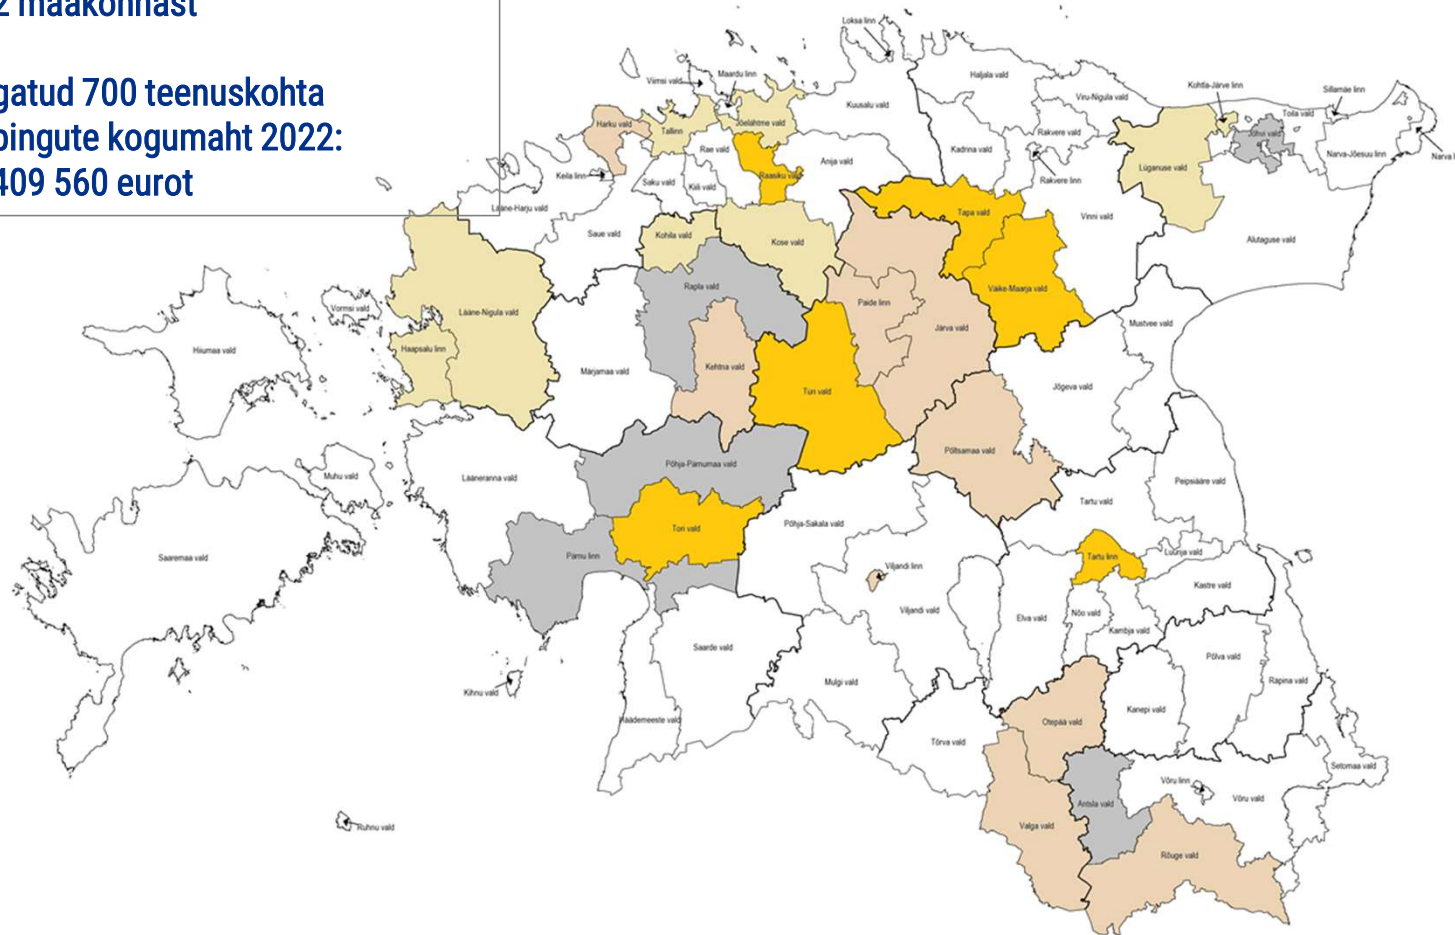 2 maakonnast
gatud 700 teenuskohta
pingute kogumaht 2022:
409 560 eurot
Loksa linn
Viimsi vald
Maardu linn
Haljala vald
Kohtla-Järve linn
Sillamäe linn
Viru-Nigula vald
Kuusalu vald
Toila vald
Harku vald
Tallinn
Jõelähtme vald
Rakvere vald
Jõhvi vald
Rae vald
Kadrina vald
Narva-Jõesuu linn
Narva l
Anija vald
Lüganuse vald
Keila linn
Saku vald
Kiili vald
Raasiku vald
Rakvere linn
Lääne-Harju vald
Tapa vald
Vinni vald
Saue vald
Kohila vald
Kose vald
Alutaguse vald
Rapla vald
Väike-Maarja vald
Vormsi vald
Lääne-Nigula vald
Paide linn
Järva vald
Mustvee vald
Hiiumaa vald
Haapsalu linn
Märjamaa vald
Kehtna vald
Türi vald
Jõgeva vald
Põltsamaa vald
Põhja-Pärnumaa vald
Muhu vald
Lääneranna vald
Peipsiääre vald
Tartu vald
Põhja-Sakala vald
Tori vald
Saaremaa vald
Pärnu linn
Tartu linn
Luunja vald
Viljandi linn
Kastre vald
Viljandi vald
Elva vald
Nõo vald
Kambja vald
Saarde vald
Põlva vald
Mulgi vald
Räpina vald
Kihnu vald
Häädemeeste vald
Otepää vald
Kanepi vald
Tõrva vald
Setomaa vald
Võru linn
Võru vald
Antsla vald
Ruhnu vald
Valga vald
Rõuge vald